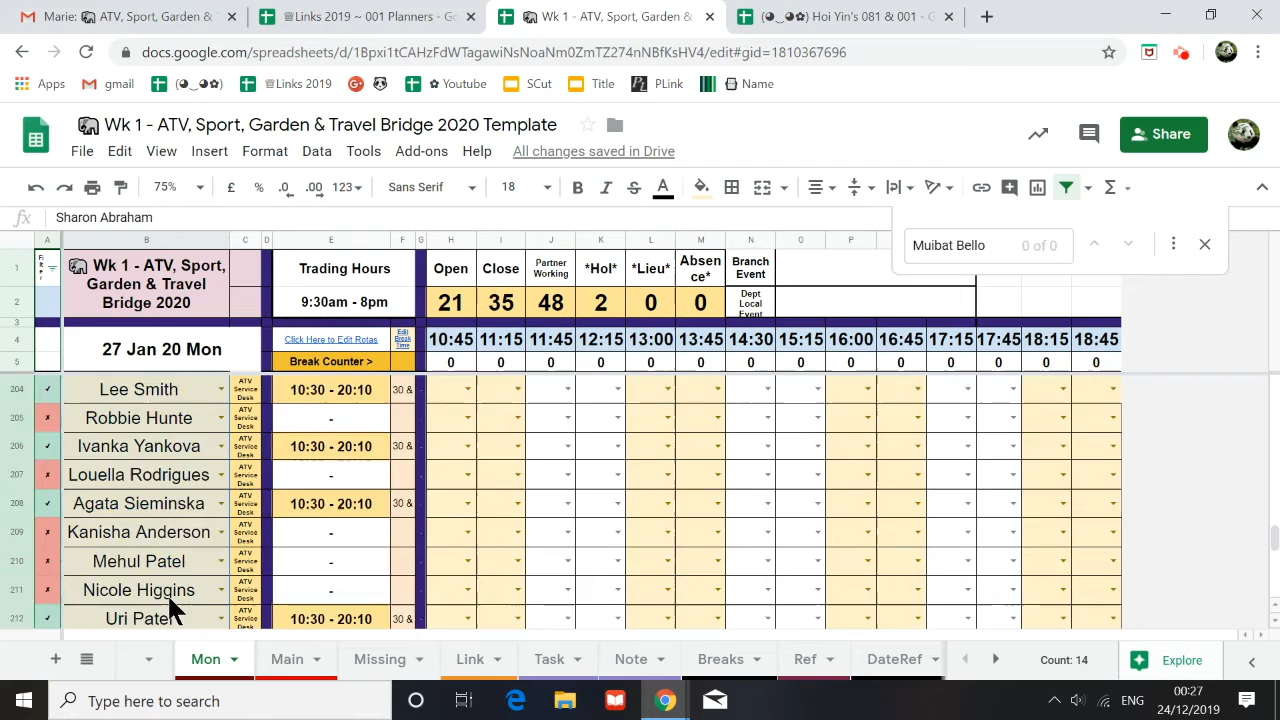 Marie: ATV, Sport, Garden &
♕Links 2019 ~ 001 Planners - Go
Wk 1 - ATV, Sport, Garden &
(◕‿◕✿) Hoi Yin's 081 & 001 - G
docs.google.com/spreadsheets/d/1Bpxi1tCAHzFdWTagawiNsNoaNm0ZmTZ274nNBfKsHV4/edit#gid=1810367696
Apps gmail (◕‿◕✿) ♕Links 2019 ✿ Youtube SCut Title PLink Name
Wk 1 - ATV, Sport, Garden & Travel Bridge 2020 Template
Share
File Edit View Insert Format Data Tools Add-ons Help All changes saved in Drive
75% £ % .0 .00 123 Sans Serif 18 B I S A Σ
fx Sharon Abraham
Muibat Bello 0 of 0
A B C D E F G H I J K L M N O P
1 Filter Wk 1 - ATV, Sport, Garden & Travel Bridge 2020 Trading Hours Open Close Partner Working *Hol* *Lieu* Absence* Branch Event
2 9:30am - 8pm 21 35 48 2 0 0 Dept Local Event
3
4 27 Jan 20 Mon Click Here to Edit Rotas Edit Break Time 10:45 11:15 11:45 12:15 13:00 13:45 14:30 15:15 16:00 16:45 17:15 17:45 18:15 18:45
5 Break Counter > 0 0 0 0 0 0 0 0 0 0 0 0 0 0
204 ✓ Lee Smith ATV Service Desk 10:30 - 20:10 30 & -
205 ✗ Robbie Hunte ATV Service Desk -
206 ✓ Ivanka Yankova ATV Service Desk 10:30 - 20:10 30 & -
207 ✗ Louella Rodrigues ATV Service Desk -
208 ✓ Agata Sieminska ATV Service Desk 10:30 - 20:10 30 & -
209 ✗ Kanisha Anderson ATV Service Desk -
210 ✗ Mehul Patel ATV Service Desk -
211 ✗ Nicole Higgins ATV Service Desk -
212 ✓ Uri Patel ATV Service Desk 10:30 - 20:10 30 & -
Mon Main Missing Link Task Note Breaks Ref DateRef Count: 14 Explore
Type here to search
ENG
00:27
24/12/2019